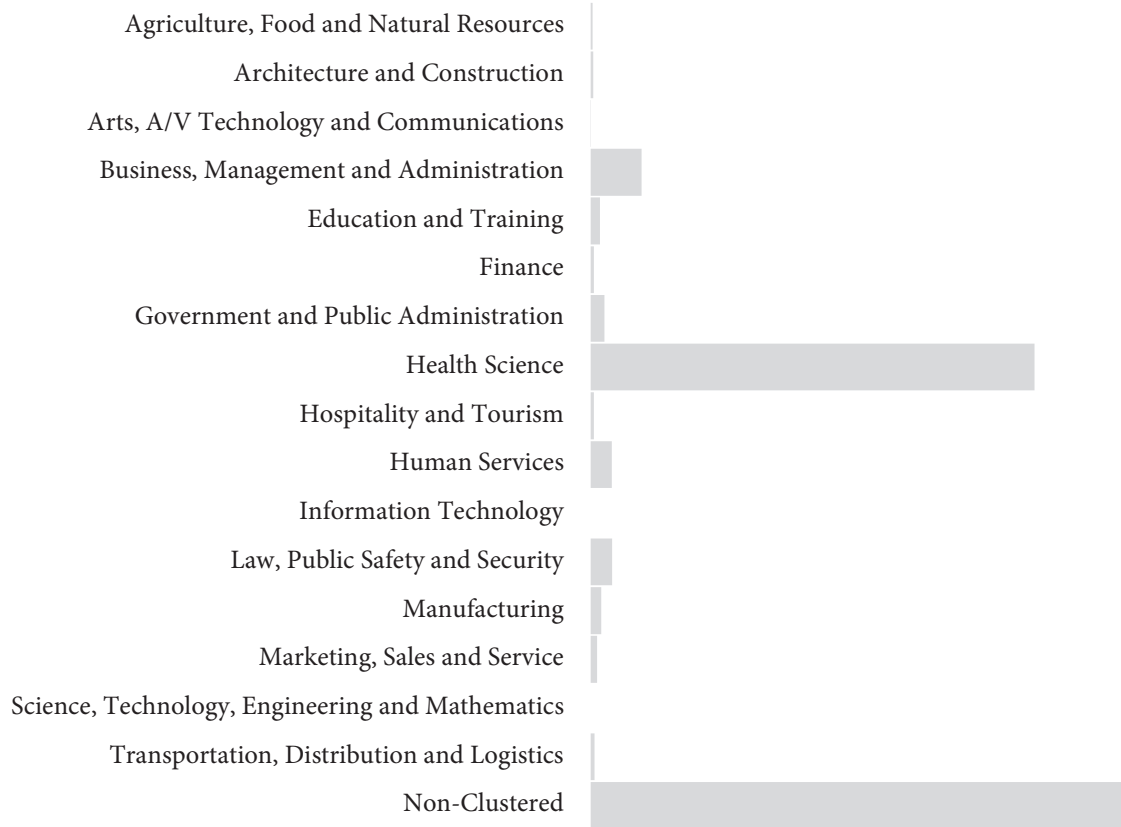 Agriculture, Food and Natural Resources
Architecture and Construction
Arts, A/V Technology and Communications
Business, Management and Administration
Education and Training
Finance
Government and Public Administration
Health Science
Hospitality and Tourism
Human Services
Information Technology
Law, Public Safety and Security
Manufacturing
Marketing, Sales and Service
Science, Technology, Engineering and Mathematics
Transportation, Distribution and Logistics
Non-Clustered